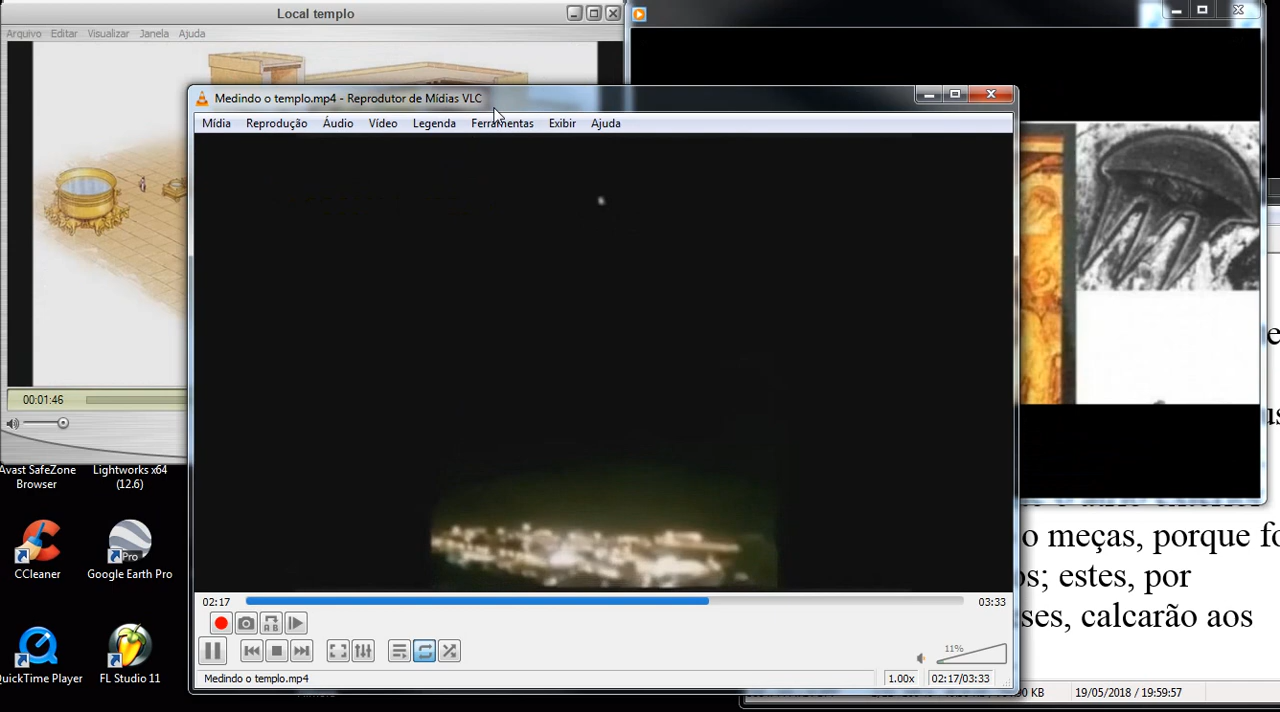 Local templo
Arquivo Editar Visualizar Janela Ajuda
00:01:46
Medindo o templo.mp4 - Reprodutor de Mídias VLC
Mídia Reprodução Áudio Vídeo Legenda Ferramentas Exibir Ajuda
02:17
03:33
11%
Medindo o templo.mp4
1.00x
02:17/03:33
Avast SafeZone
Browser
Lightworks x64
(12.6)
CCleaner
Pro
Google Earth Pro
QuickTime Player
FL Studio 11
o meças, porque
os; estes, por
ses, calcarão aos
KB
19/05/2018 / 19:59:57